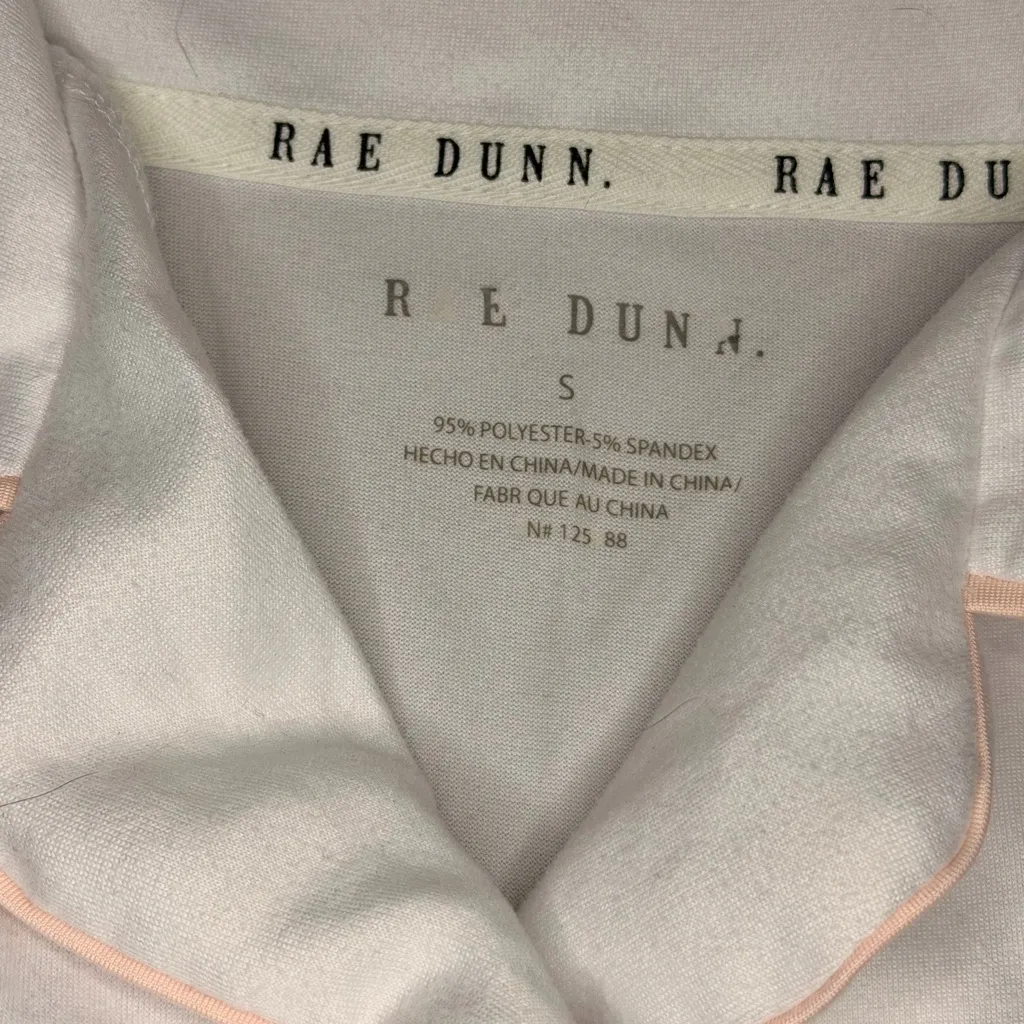 RAE DUNN. RAE DU
R E DUNN.
S
95% POLYESTER-5% SPANDEX
HECHO EN CHINA/MADE IN CHINA/
FABR QUE AU CHINA
N# 125 88